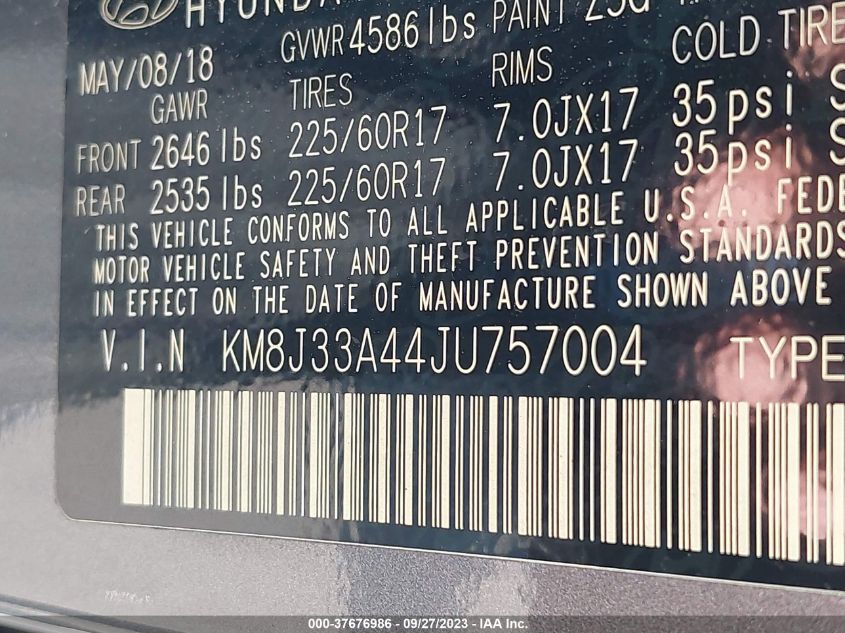 HYUNDA
MAY/08/18 GVWR 4586 lbs PAINT
GAWR TIRES RIMS COLD TIRE
FRONT 2646 lbs 225/60R17 7.0JX17 35psi S
REAR 2535 lbs 225/60R17 7.0JX17 35psi S
THIS VEHICLE CONFORMS TO ALL APPLICABLE U.S.A. FEDE
MOTOR VEHICLE SAFETY AND THEFT PREVENTION STANDARDS
IN EFFECT ON THE DATE OF MANUFACTURE SHOWN ABOVE
V.I.N KM8J33A44JU757004 TYPE
000-37676986 - 09/27/2023 - IAA Inc.